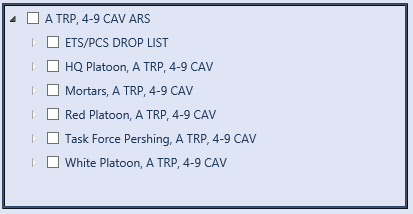 A TRP, 4-9 CAV ARS
ETS/PCS DROP LIST
HQ Platoon, A TRP, 4-9 CAV
Mortars, A TRP, 4-9 CAV
Red Platoon, A TRP, 4-9 CAV
Task Force Pershing, A TRP, 4-9 CAV
White Platoon, A TRP, 4-9 CAV